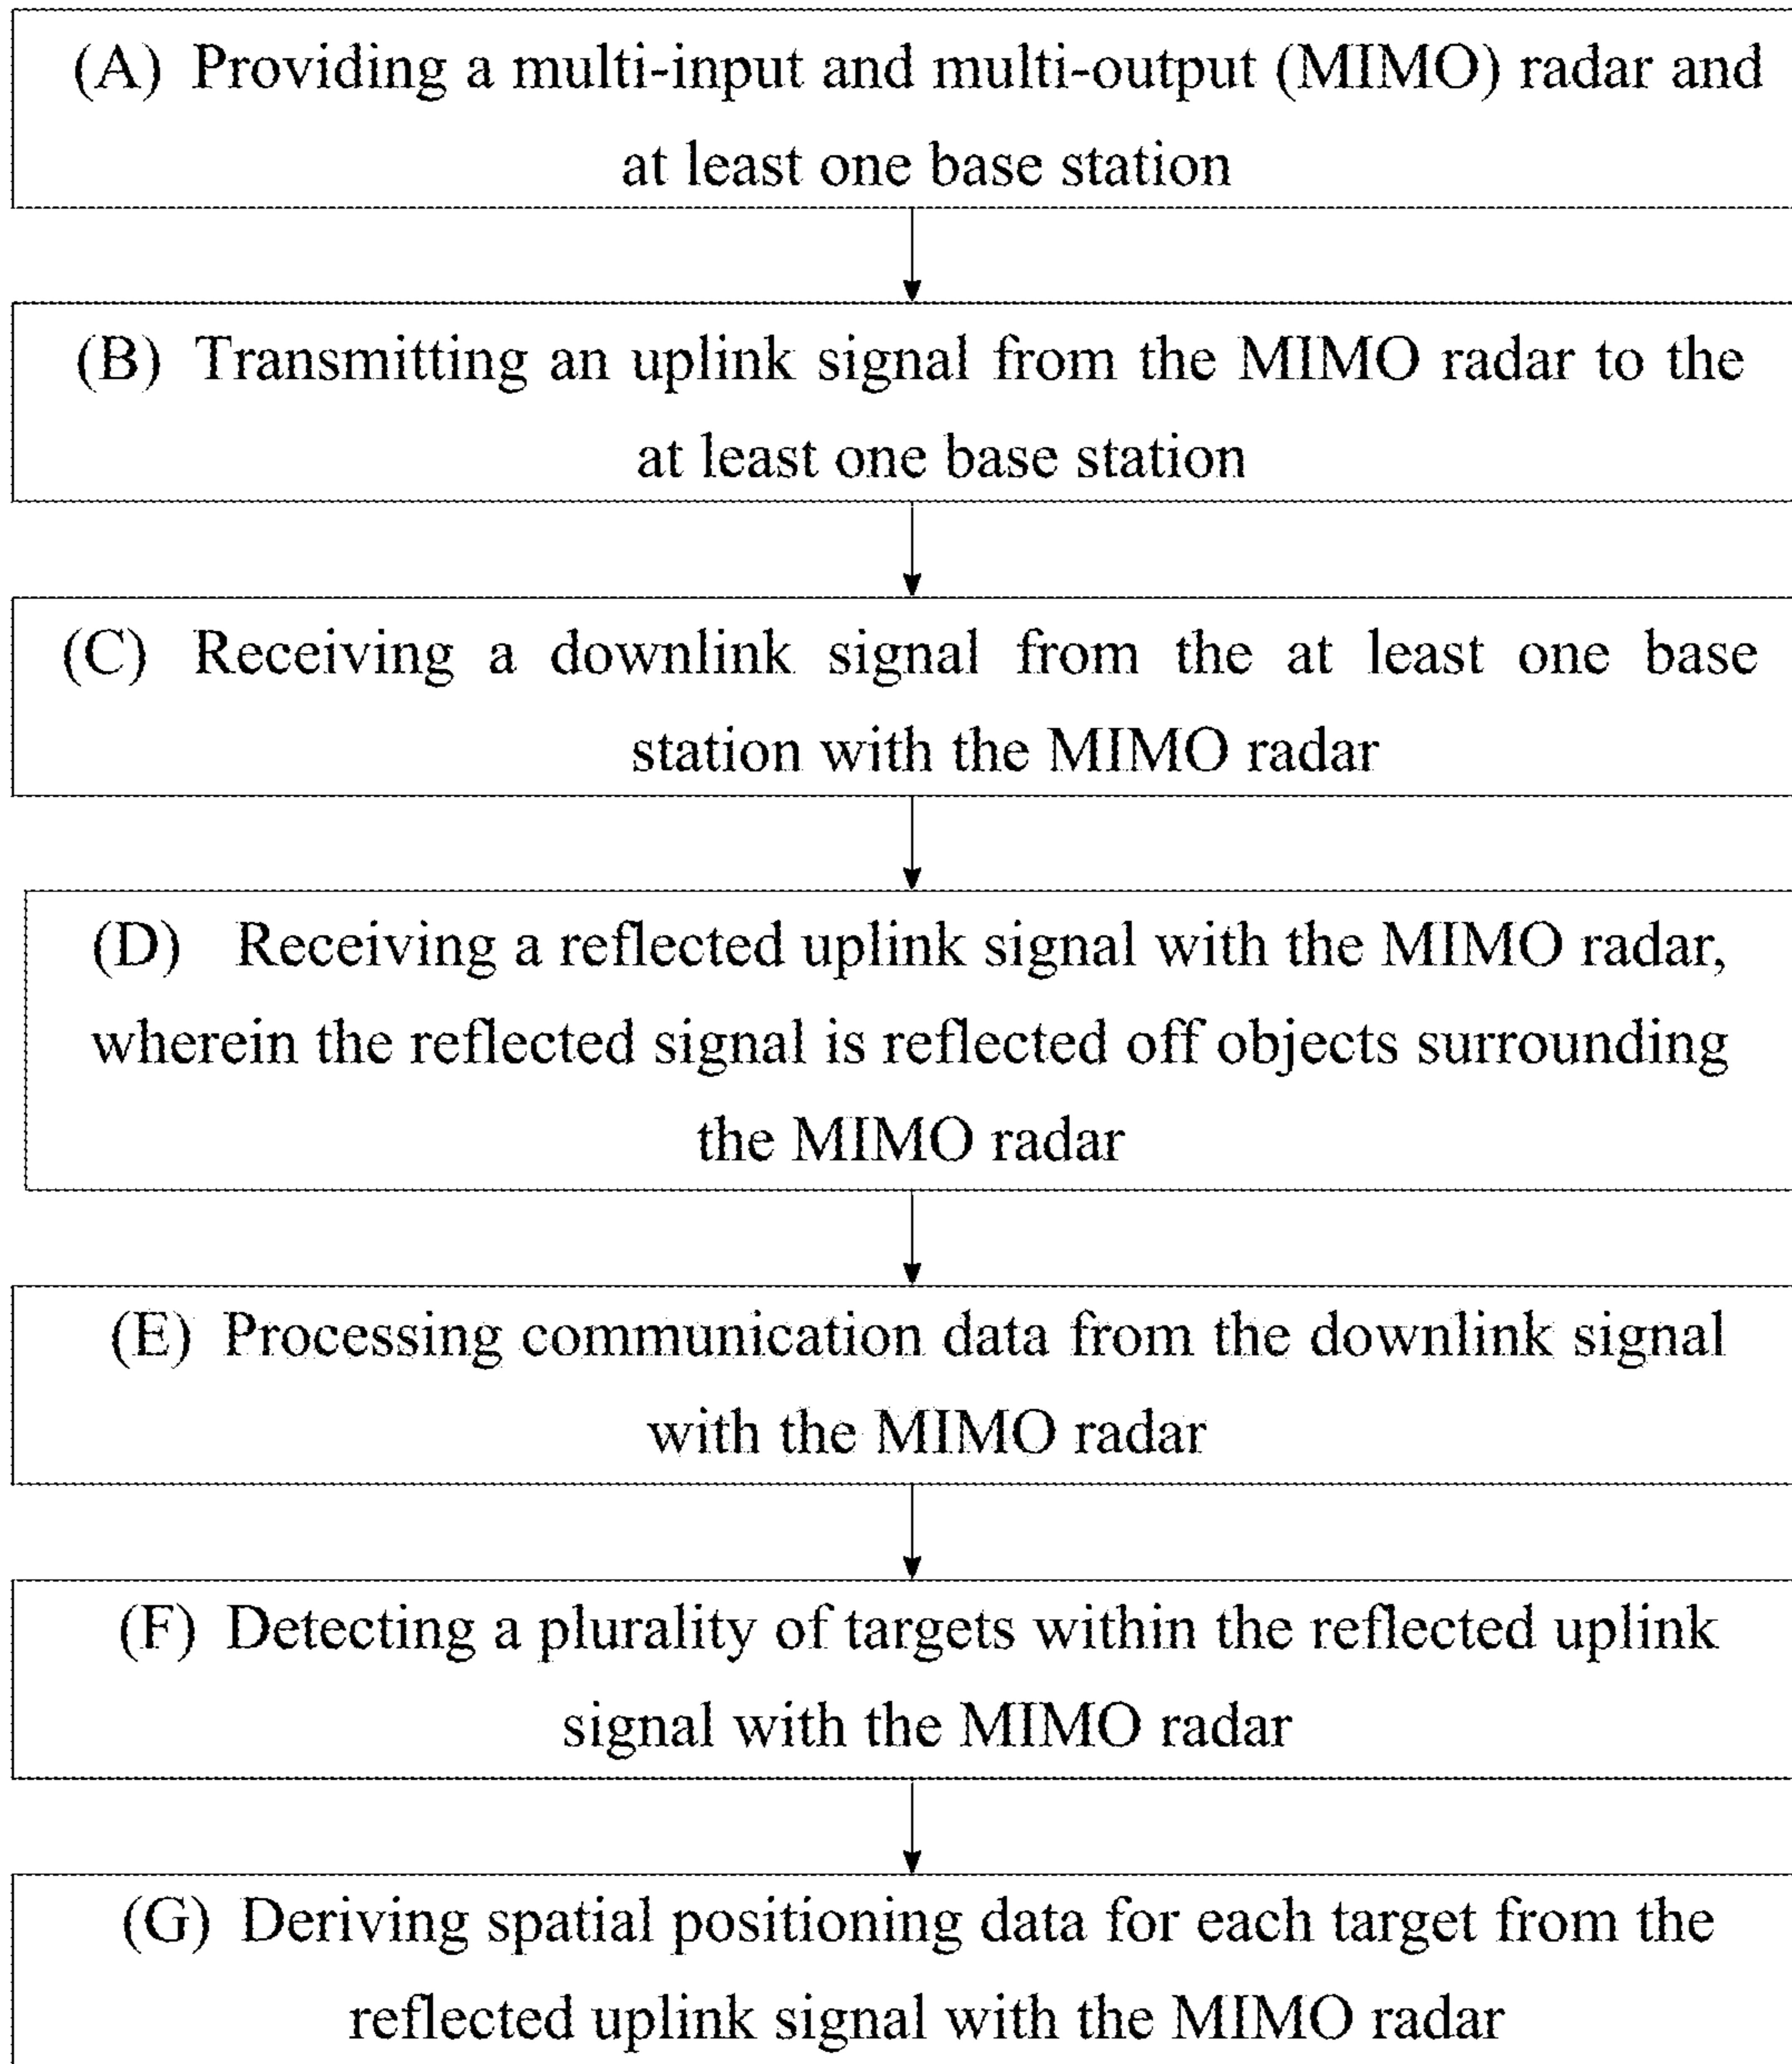 (A) Providing a multi-input and multi-output (MIMO) radar and
at least one base station
(B) Transmitting an uplink signal from the MIMO radar to the
at least one base station
(C) Receiving a downlink signal from the at least one base
station with the MIMO radar
(D) Receiving a reflected uplink signal with the MIMO radar,
wherein the reflected signal is reflected off objects surrounding
the MIMO radar
(E) Processing communication data from the downlink signal
with the MIMO radar
(F) Detecting a plurality of targets within the reflected uplink
signal with the MIMO radar
(G) Deriving spatial positioning data for each target from the
reflected uplink signal with the MIMO radar